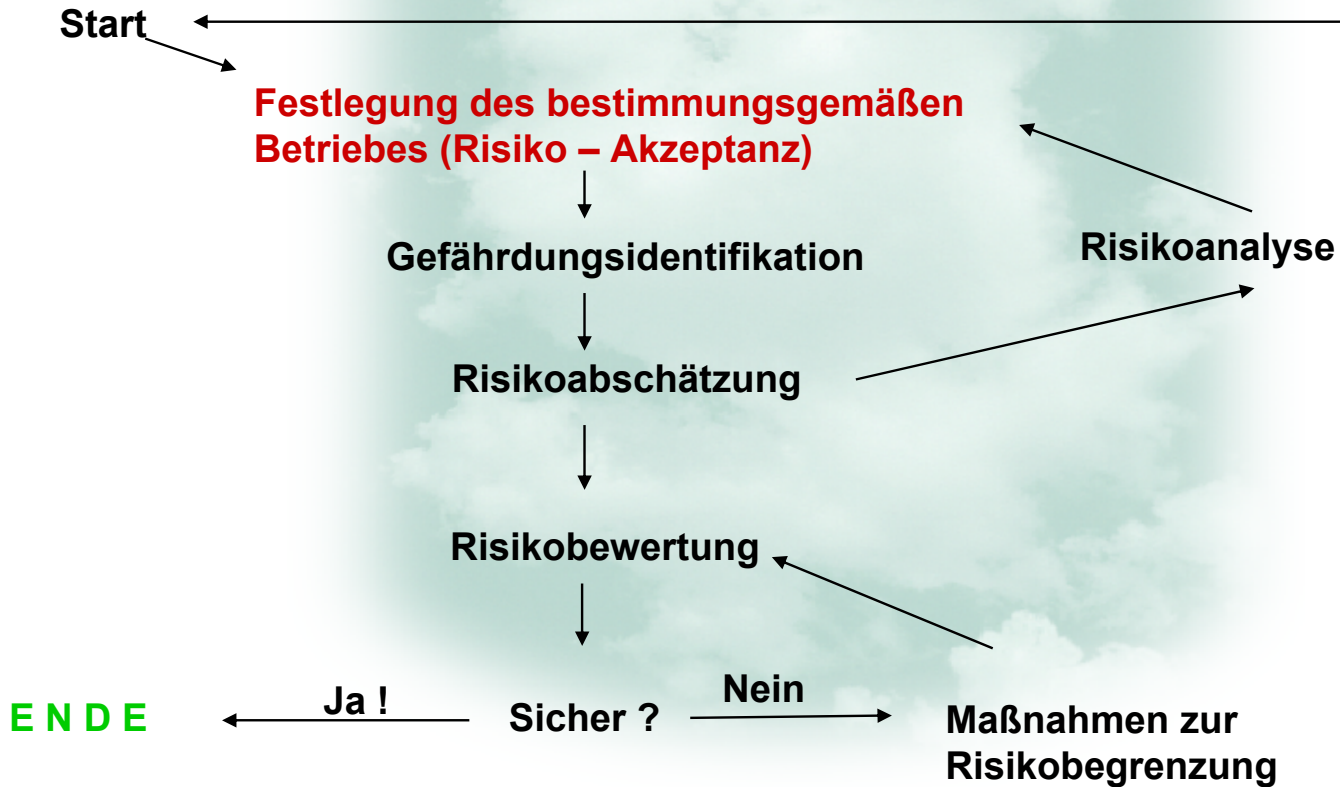 Start
Festlegung des bestimmungsgemäßen
Betriebes (Risiko – Akzeptanz)
Gefährdungsidentifikation
Risikoanalyse
Risikoabschätzung
Risikobewertung
E N D E
Ja !
Sicher ?
Nein
Maßnahmen zur
Risikobegrenzung